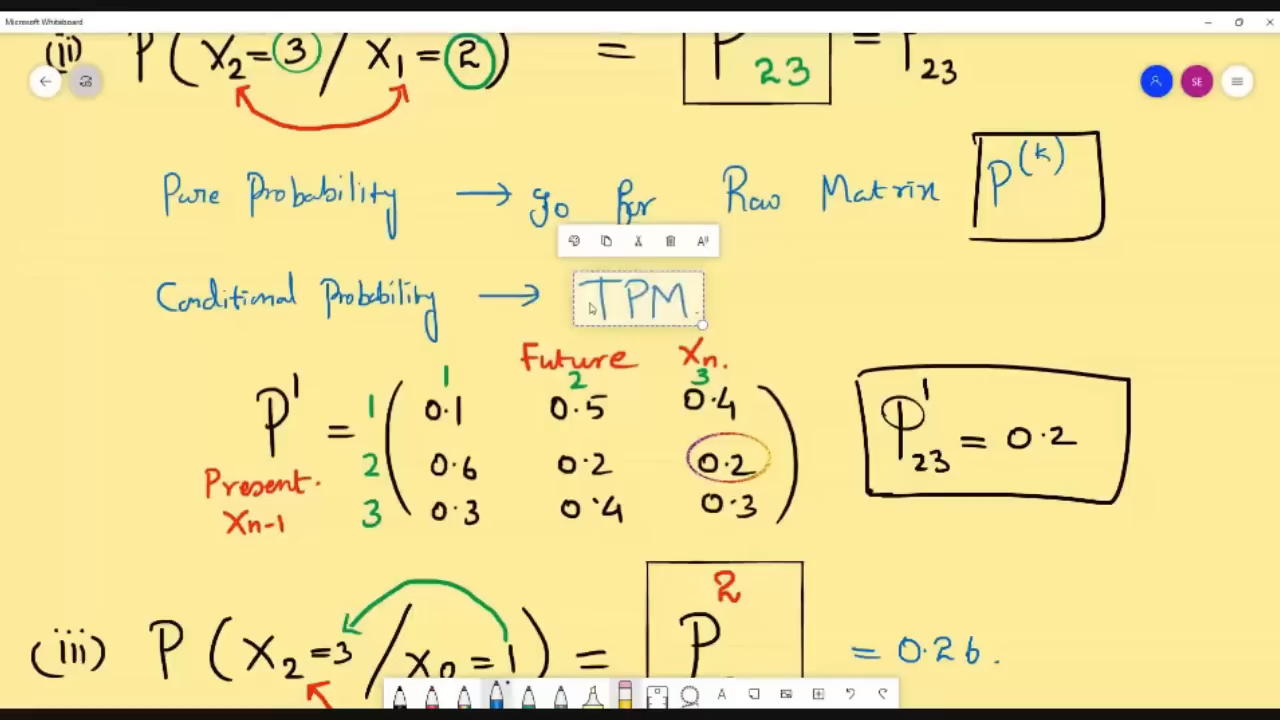 Microsoft Whiteboard
(ii) P ( X₂ = 3 / X₁ = 2 ) = P₂₃ = P₂₃
SE
Pure Probability → go for Raw Matrix P⁽ᵏ⁾
A
Conditional Probability → TPM.
Future Xn.
1 2 3
P¹ = 1 0.1 0.5 0.4
2 0.6 0.2 0.2
3 0.3 0.4 0.3
P¹₂₃ = 0.2
Present.
Xn-1
(iii) P ( X₂ = 3 / X₀ = 1 ) = P² = 0.26.
A